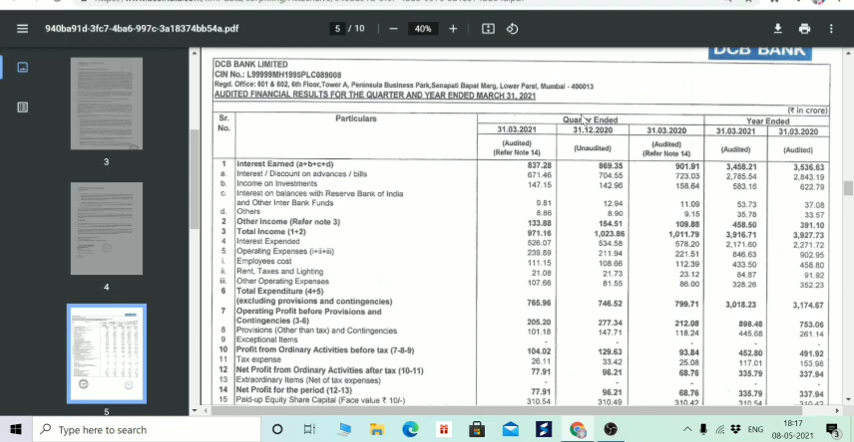 940ba91d-3fc7-4ba6-997c-3a18374bb54a.pdf 5 / 10 — 40% +
DCB BANK
DCB BANK LIMITED
CIN No.: L99999MH1995PLC089008
Regd. Office: 601 & 602, 6th Floor,Tower A, Peninsula Business Park,Senapati Bapat Marg, Lower Parel, Mumbai - 400013
AUDITED FINANCIAL RESULTS FOR THE QUARTER AND YEAR ENDED MARCH 31, 2021
(₹ in crore)
Sr. No. Particulars Quarter Ended Year Ended
31.03.2021 31.12.2020 31.03.2020 31.03.2021 31.03.2020
(Audited) (Refer Note 14) (Unaudited) (Audited) (Refer Note 14) (Audited) (Audited)
1 Interest Earned (a+b+c+d) 837.28 869.35 901.91 3,458.21 3,536.63
a. Interest / Discount on advances / bills 671.46 704.55 723.03 2,785.54 2,843.19
b. Income on Investments 147.15 142.96 158.64 583.16 622.79
c. Interest on balances with Reserve Bank of India
and Other Inter Bank Funds 0.81 12.94 11.09 53.73 37.08
d. Others 8.90 9.15 35.78 33.57
2 Other Income (Refer note 3) 133.88 154.51 109.88 458.50 391.10
3 Total Income (1+2) 971.16 1,023.86 1,011.79 3,916.71 3,927.73
4 Interest Expended 526.07 534.58 578.20 2,171.60 2,271.72
5 Operating Expenses (i+ii+iii) 239.89 211.94 221.51 846.63 902.95
i. Employees cost 111.15 108.66 112.39 433.50 458.80
ii. Rent, Taxes and Lighting 21.08 21.73 23.12 84.87 91.92
iii. Other Operating Expenses 107.66 81.55 86.00 328.26 352.23
6 Total Expenditure (4+5)
(excluding provisions and contingencies) 765.96 746.52 799.71 3,018.23 3,174.67
7 Operating Profit before Provisions and
Contingencies (3-6) 205.20 277.34 212.08 898.48 753.06
8 Provisions (Other than tax) and Contingencies 101.18 147.71 118.24 445.68 261.14
9 Exceptional Items - - - - -
10 Profit from Ordinary Activities before tax (7-8-9) 104.02 129.63 93.84 452.80 491.92
11 Tax expense 26.11 33.42 25.08 117.01 153.98
12 Net Profit from Ordinary Activities after tax (10-11) 77.91 96.21 68.76 335.79 337.94
13 Extraordinary Items (Net of tax expenses) - - - - -
14 Net Profit for the period (12-13) 77.91 96.21 68.76 335.79 337.94
15 Paid-up Equity Share Capital (Face value ₹ 10/-) 310.54 310.49 310.42 310.54 310.42
3
4
5
Type here to search
ENG
18:17
08-05-2021
3